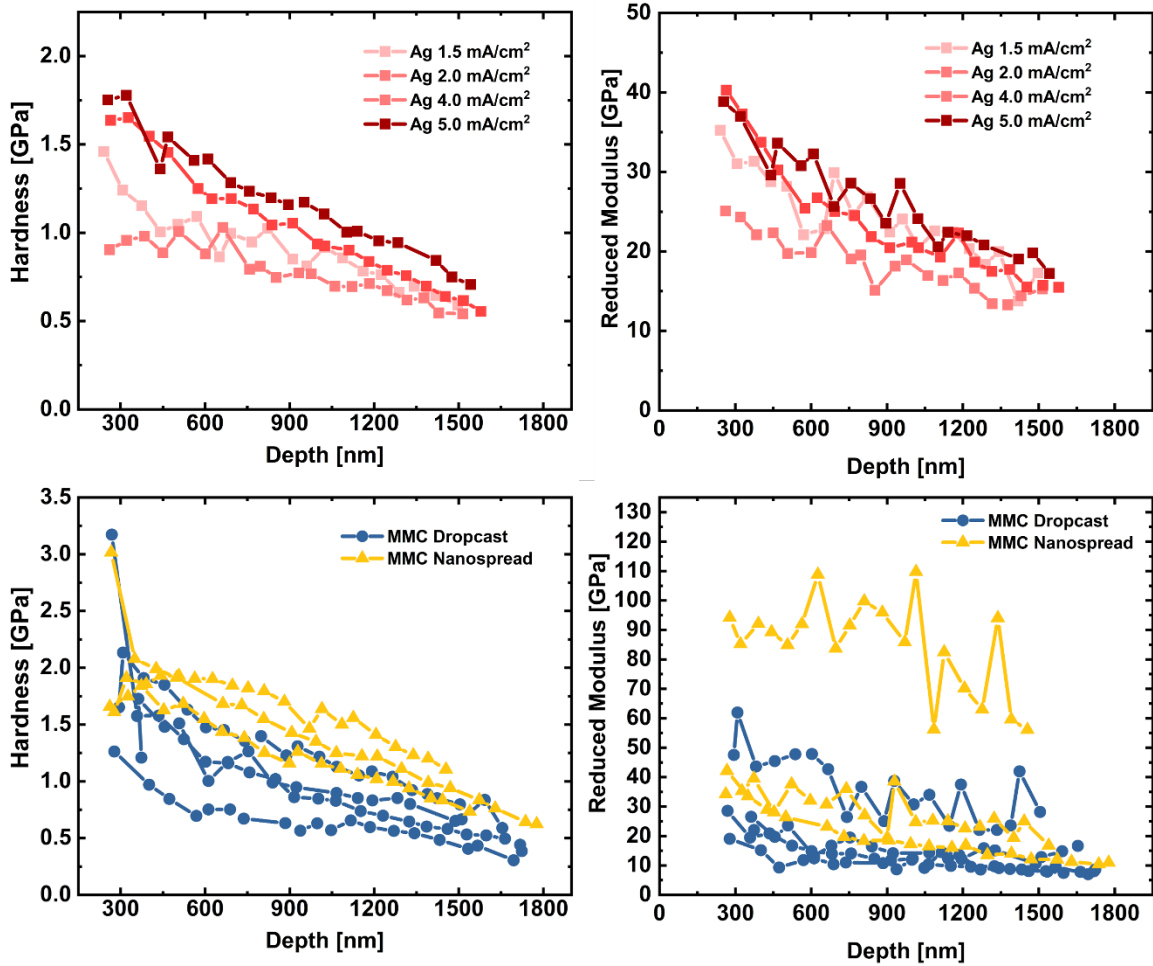 2.0
1.5
1.0
0.5
0.0
Hardness [GPa]
Ag 1.5 mA/cm²
Ag 2.0 mA/cm²
Ag 4.0 mA/cm²
Ag 5.0 mA/cm²
300 600 900 1200 1500 1800
Depth [nm]
50
40
30
20
10
0
Reduced Modulus [GPa]
Ag 1.5 mA/cm²
Ag 2.0 mA/cm²
Ag 4.0 mA/cm²
Ag 5.0 mA/cm²
0 300 600 900 1200 1500 1800
Depth [nm]
3.5
3.0
2.5
2.0
1.5
1.0
0.5
0.0
Hardness [GPa]
MMC Dropcast
MMC Nanospread
300 600 900 1200 1500 1800
Depth [nm]
130
120
110
100
90
80
70
60
50
40
30
20
10
0
Reduced Modulus [GPa]
MMC Dropcast
MMC Nanospread
0 300 600 900 1200 1500 1800
Depth [nm]